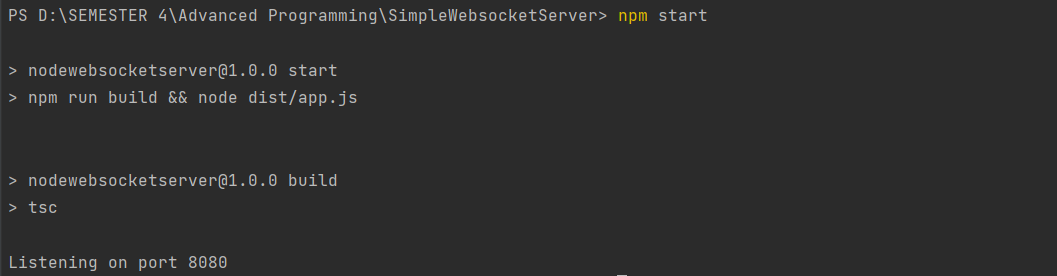 PS D:\SEMESTER 4\Advanced Programming\SimpleWebsocketServer> npm start
> nodewebsocketserver@1.0.0 start
> npm run build && node dist/app.js
> nodewebsocketserver@1.0.0 build
> tsc
Listening on port 8080